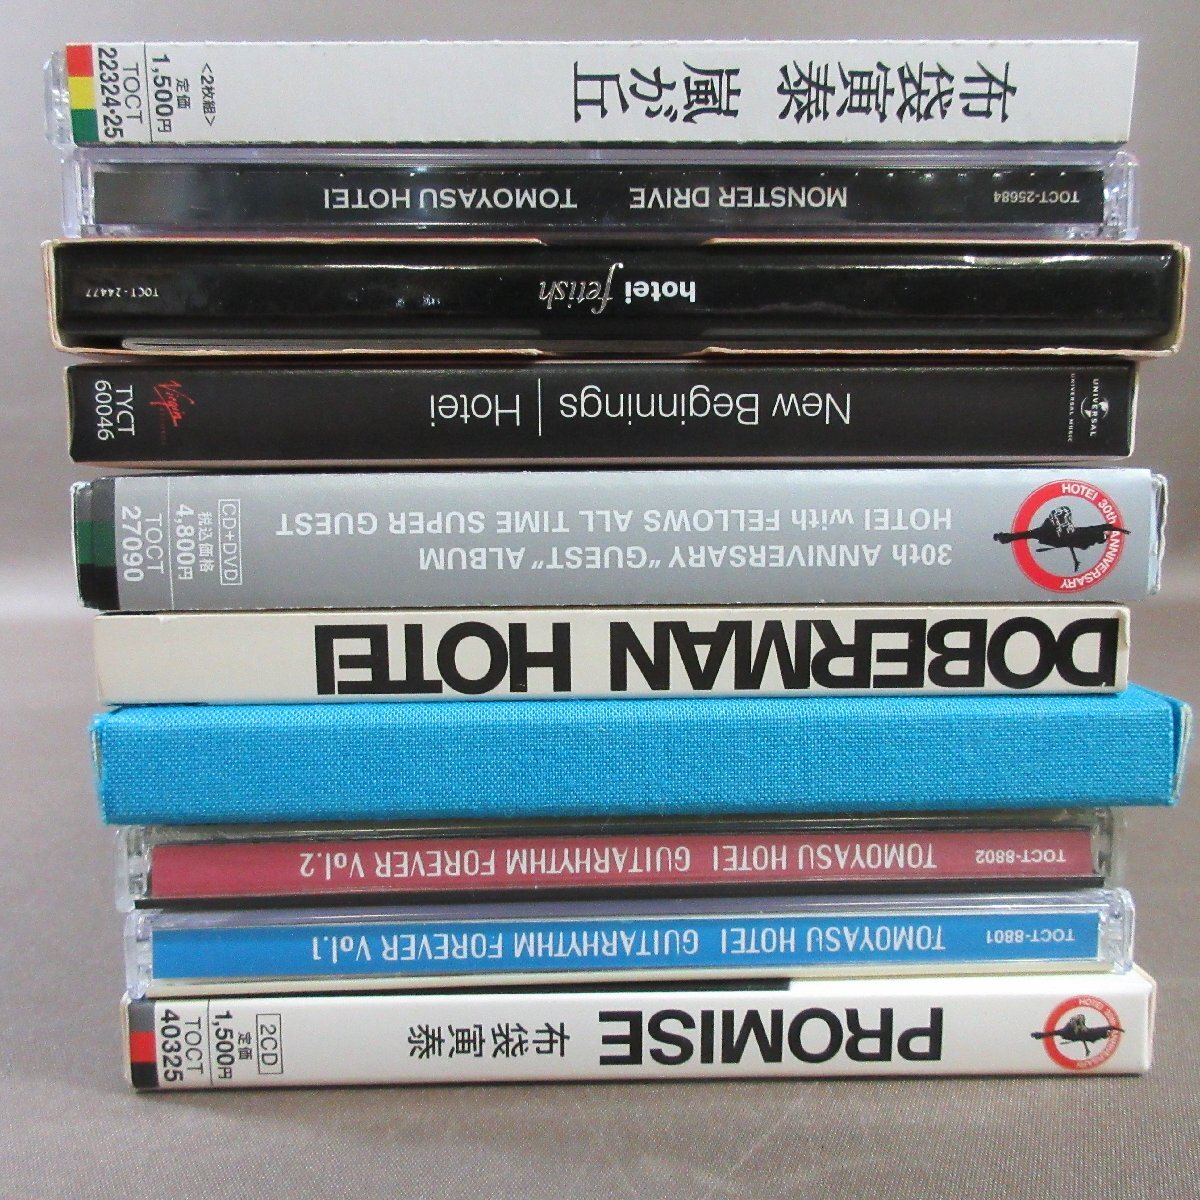 布袋寅泰 嵐が丘
<2枚組>
定価
1,500円
TOCT
22324・25
TOCT-25684
MONSTER DRIVE TOMOYASU HOTEI
hotei fetish
TOCT-24477
UNIVERSAL
UNIVERSAL MUSIC
New Beginnings | Hotei
Virgin
TYCT
60046
HOTEI 30th ANNIVERSARY
30th ANNIVERSARY "GUEST" ALBUM
HOTEI with FELLOWS ALL TIME SUPER GUEST
CD+DVD
税込価格
4,800円
TOCT
27090
DOBERMAN HOTEI
TOCT-8802 TOMOYASU HOTEI GUITARHYTHM FOREVER Vol.2
TOCT-8801 TOMOYASU HOTEI GUITARHYTHM FOREVER Vol.1
HOTEI 30th ANNIVERSARY
PROMISE 布袋寅泰
2CD
定価
1,500円
TOCT
40325